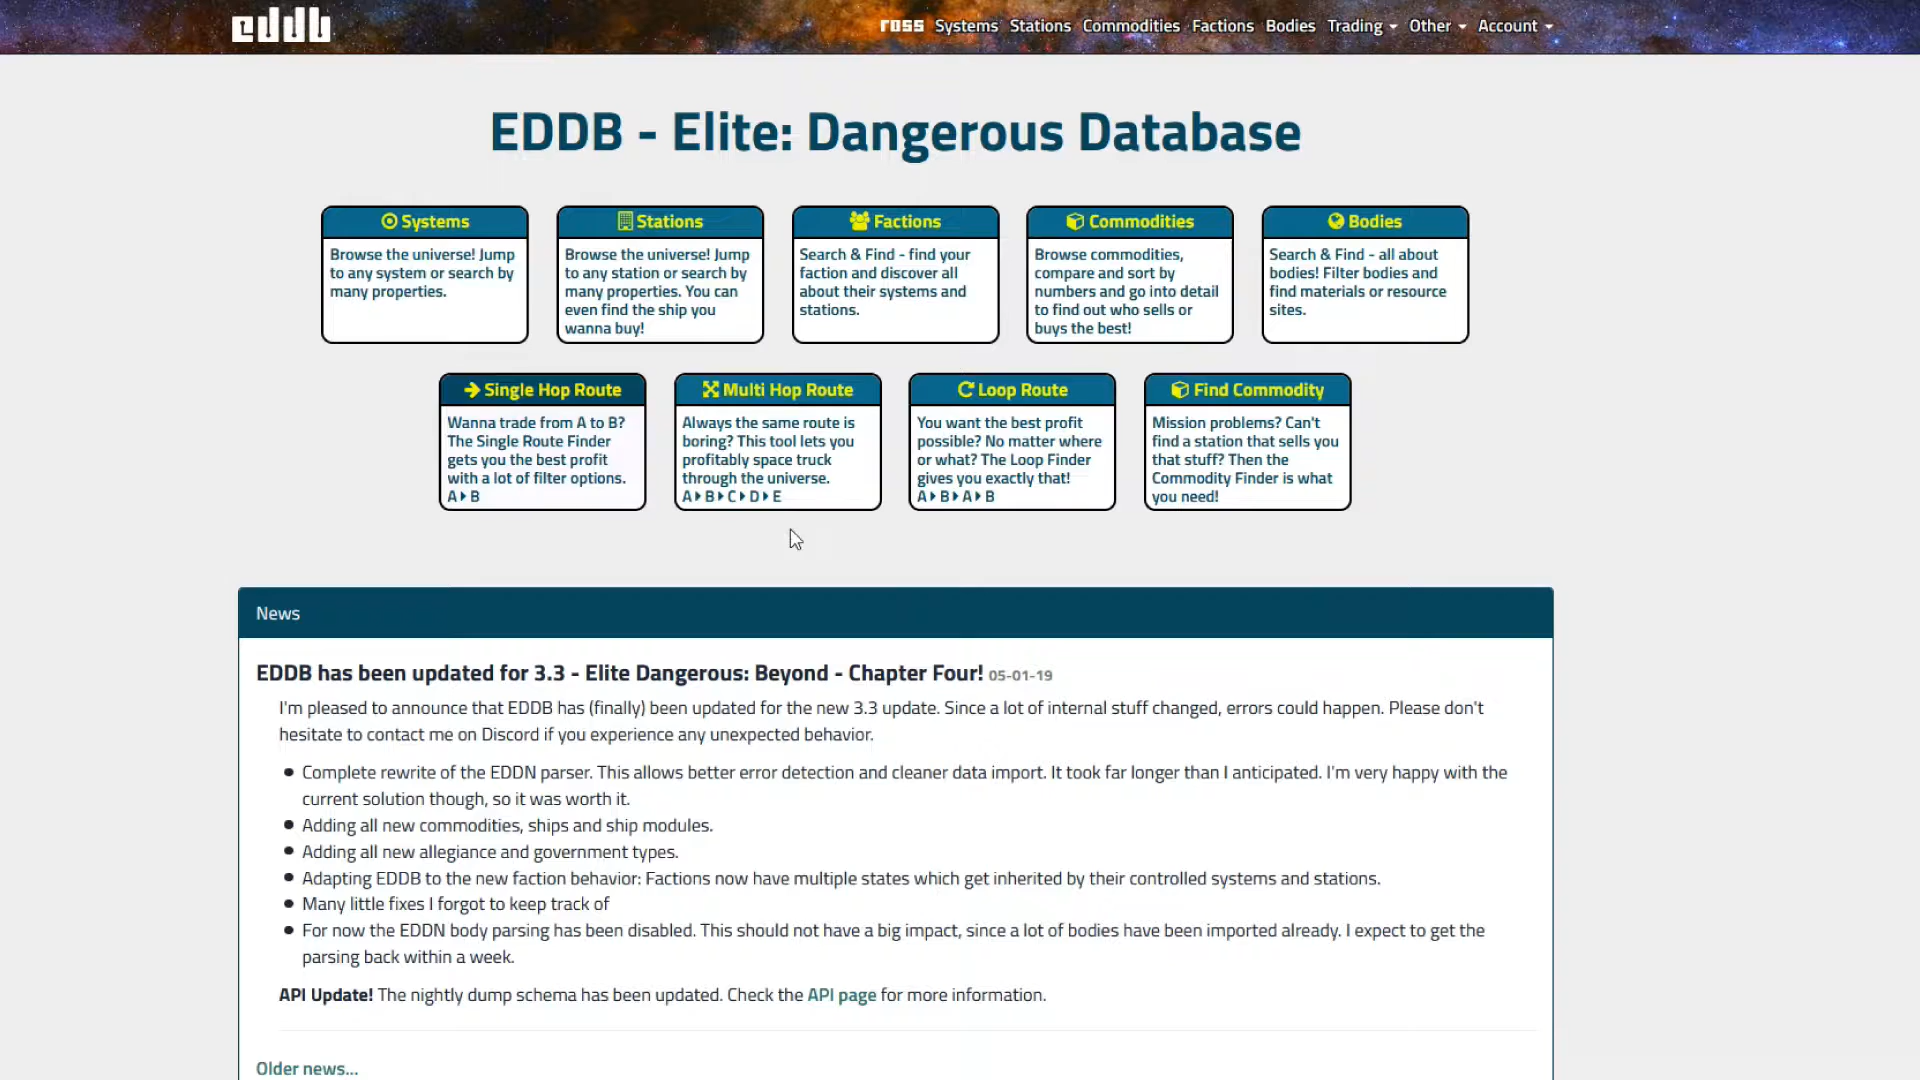 eddb
ross Systems Stations Commodities Factions Bodies Trading Other Account
EDDB - Elite: Dangerous Database
Systems
Browse the universe! Jump
to any system or search by
many properties.
Stations
Browse the universe! Jump
to any station or search by
many properties. You can
even find the ship you
wanna buy!
Factions
Search & Find - find your
faction and discover all
about their systems and
stations.
Commodities
Browse commodities,
compare and sort by
numbers and go into detail
to find out who sells or
buys the best!
Bodies
Search & Find - all about
bodies! Filter bodies and
find materials or resource
sites.
Single Hop Route
Wanna trade from A to B?
The Single Route Finder
gets you the best profit
with a lot of filter options.
A ▸ B
Multi Hop Route
Always the same route is
boring? This tool lets you
profitably space truck
through the universe.
A ▸ B ▸ C ▸ D ▸ E
Loop Route
You want the best profit
possible? No matter where
or what? The Loop Finder
gives you exactly that!
A ▸ B ▸ A ▸ B
Find Commodity
Mission problems? Can't
find a station that sells you
that stuff? Then the
Commodity Finder is what
you need!
News
EDDB has been updated for 3.3 - Elite Dangerous: Beyond - Chapter Four! 05-01-19
I'm pleased to announce that EDDB has (finally) been updated for the new 3.3 update. Since a lot of internal stuff changed, errors could happen. Please don't
hesitate to contact me on Discord if you experience any unexpected behavior.
● Complete rewrite of the EDDN parser. This allows better error detection and cleaner data import. It took far longer than I anticipated. I'm very happy with the
current solution though, so it was worth it.
● Adding all new commodities, ships and ship modules.
● Adding all new allegiance and government types.
● Adapting EDDB to the new faction behavior: Factions now have multiple states which get inherited by their controlled systems and stations.
● Many little fixes I forgot to keep track of
● For now the EDDN body parsing has been disabled. This should not have a big impact, since a lot of bodies have been imported already. I expect to get the
parsing back within a week.
API Update! The nightly dump schema has been updated. Check the API page for more information.
Older news...